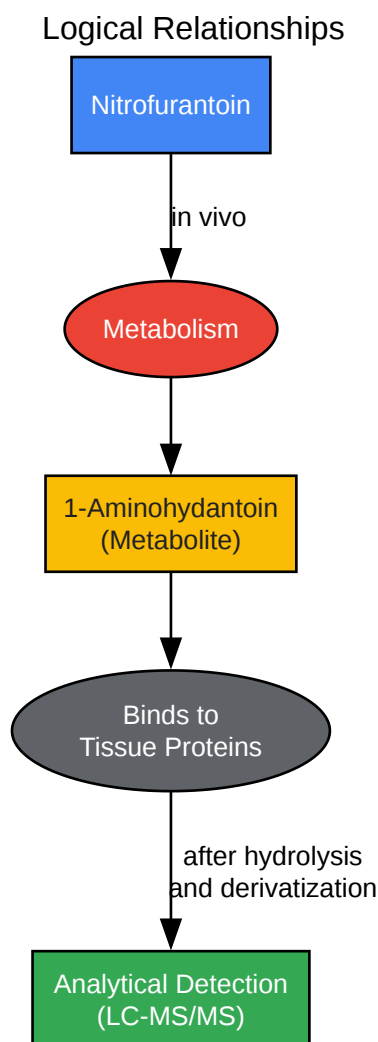 Logical Relationships
Nitrofurantoin
in vivo
Metabolism
1-Aminohydantoin
(Metabolite)
Binds to
Tissue Proteins
after hydrolysis
and derivatization
Analytical Detection
(LC-MS/MS)